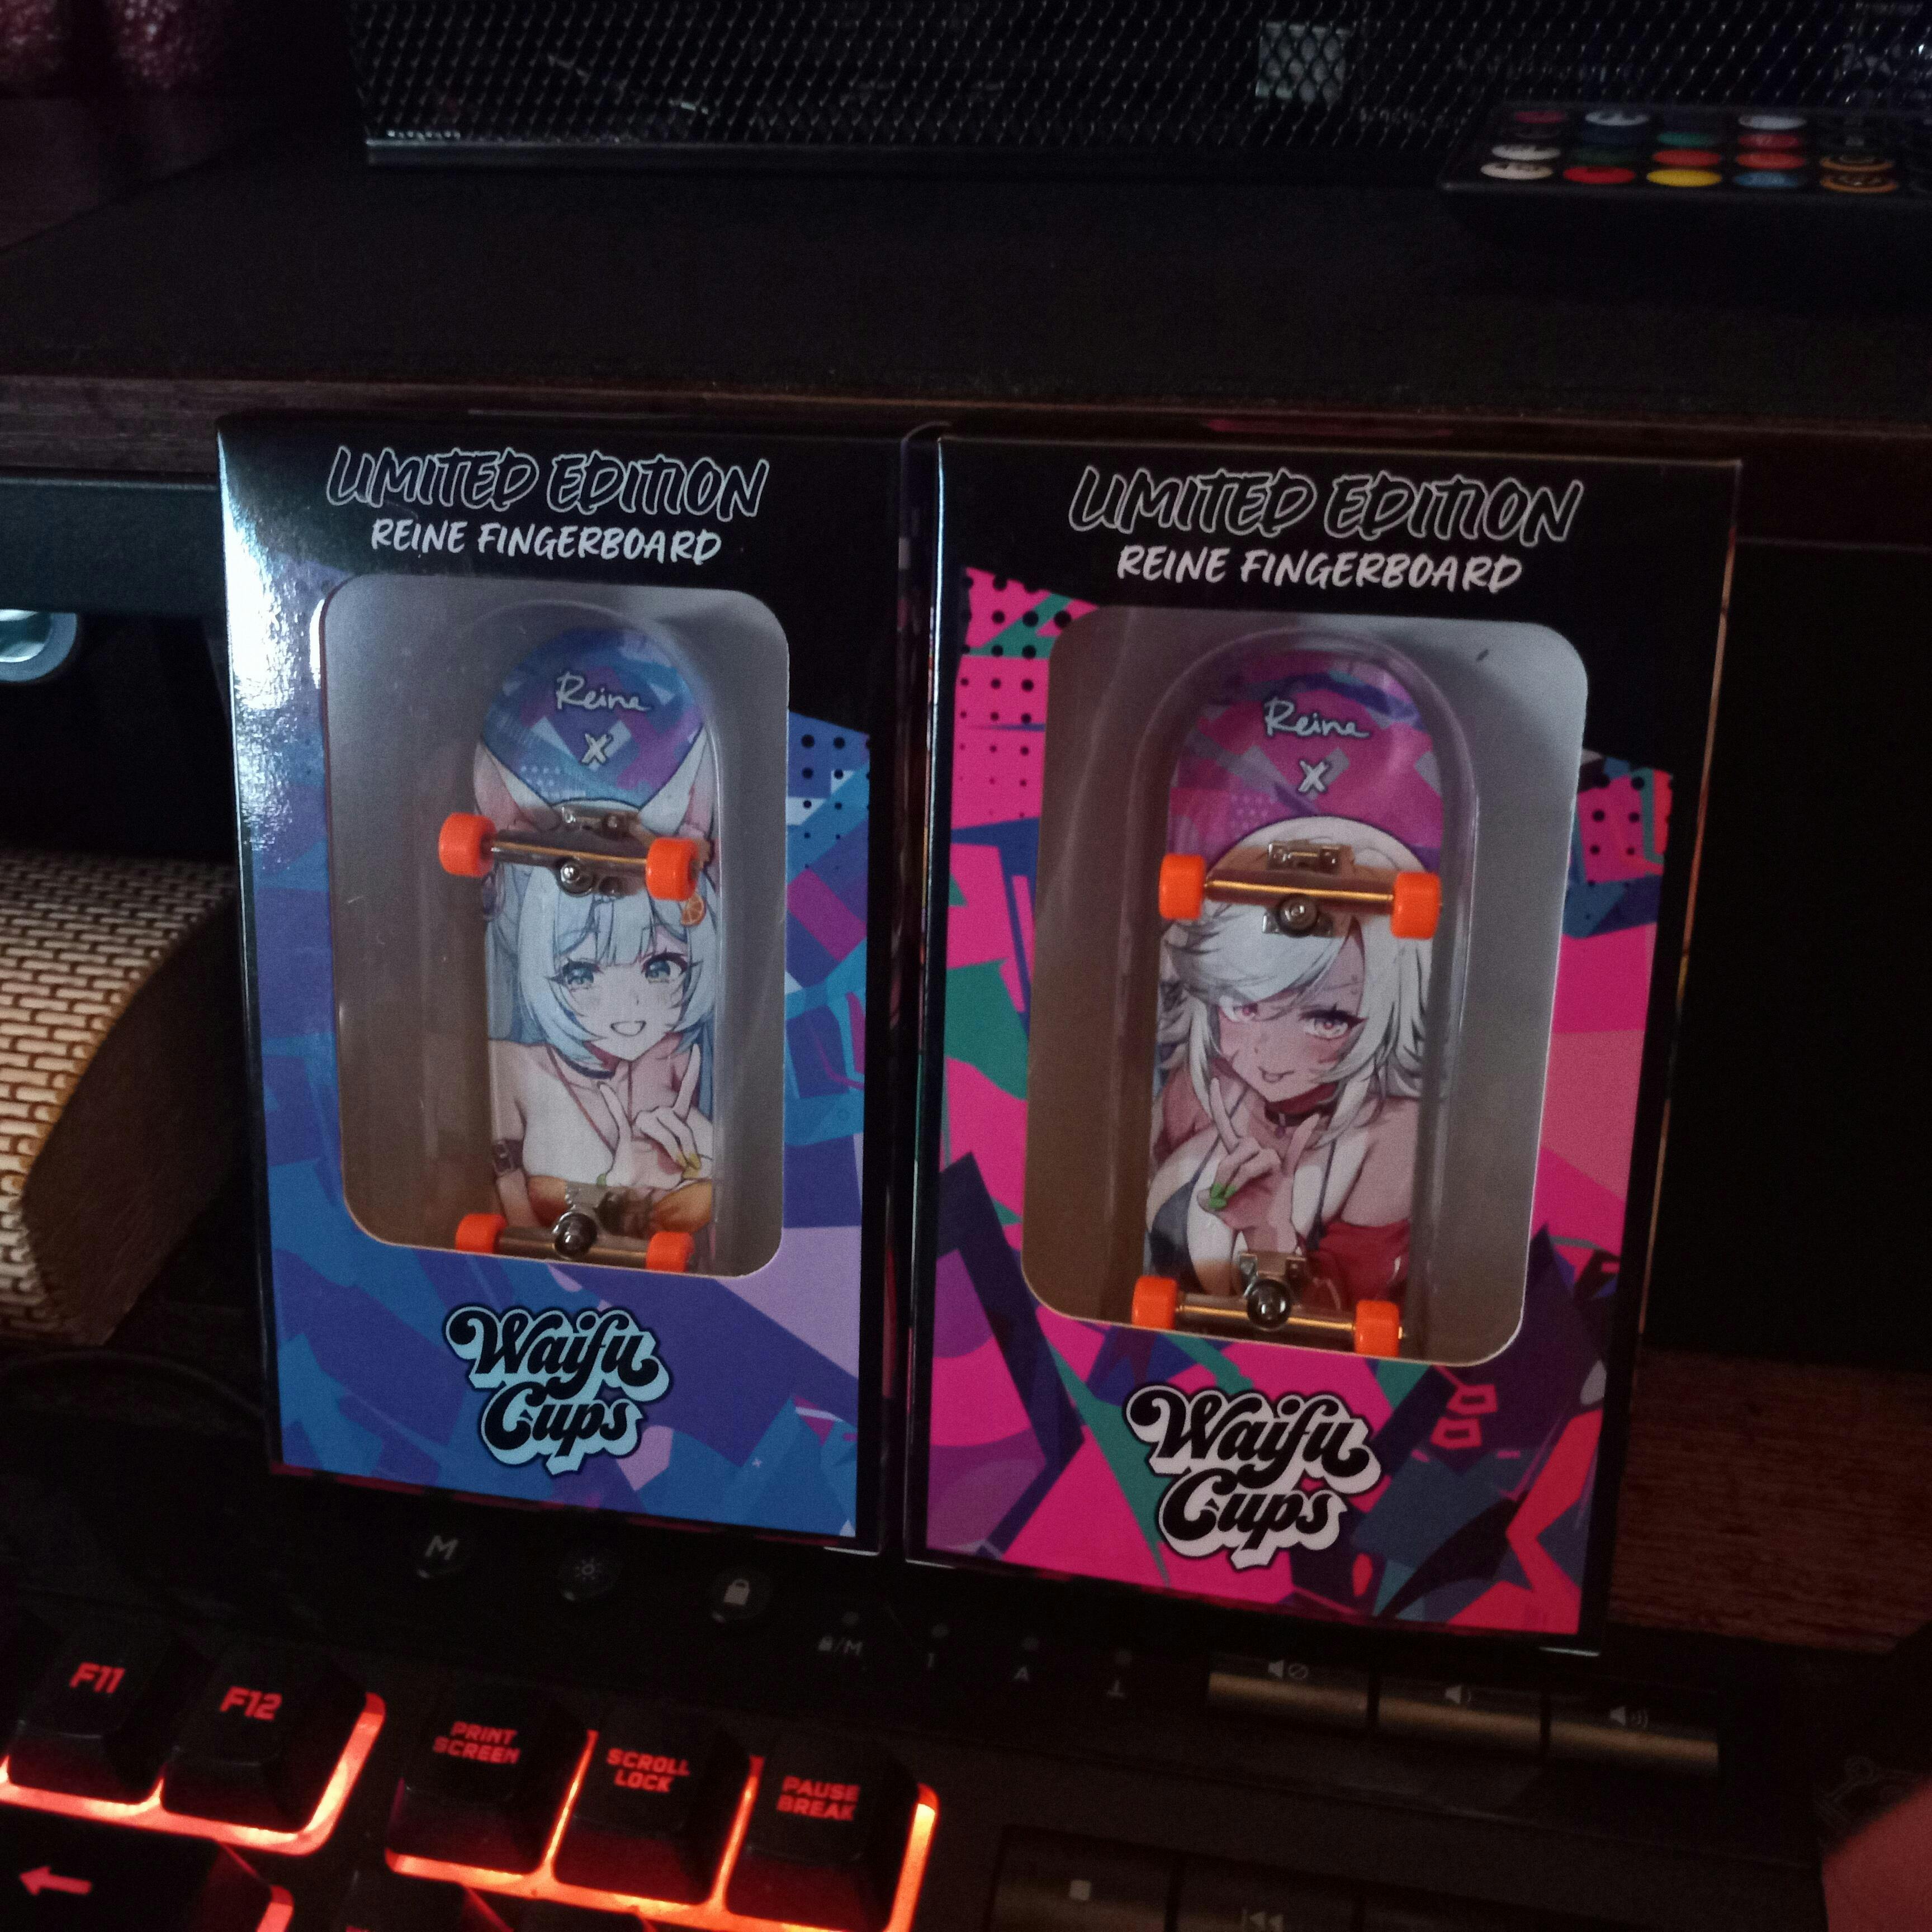 LIMITED EDITION
REINE FINGERBOARD
Reine
X
Waifu
Cups
LIMITED EDITION
REINE FINGERBOARD
Reine
X
Waifu
Cups
M
/M
1
A
F11
F12
PRINT
SCREEN
SCROLL
LOCK
PAUSE
BREAK